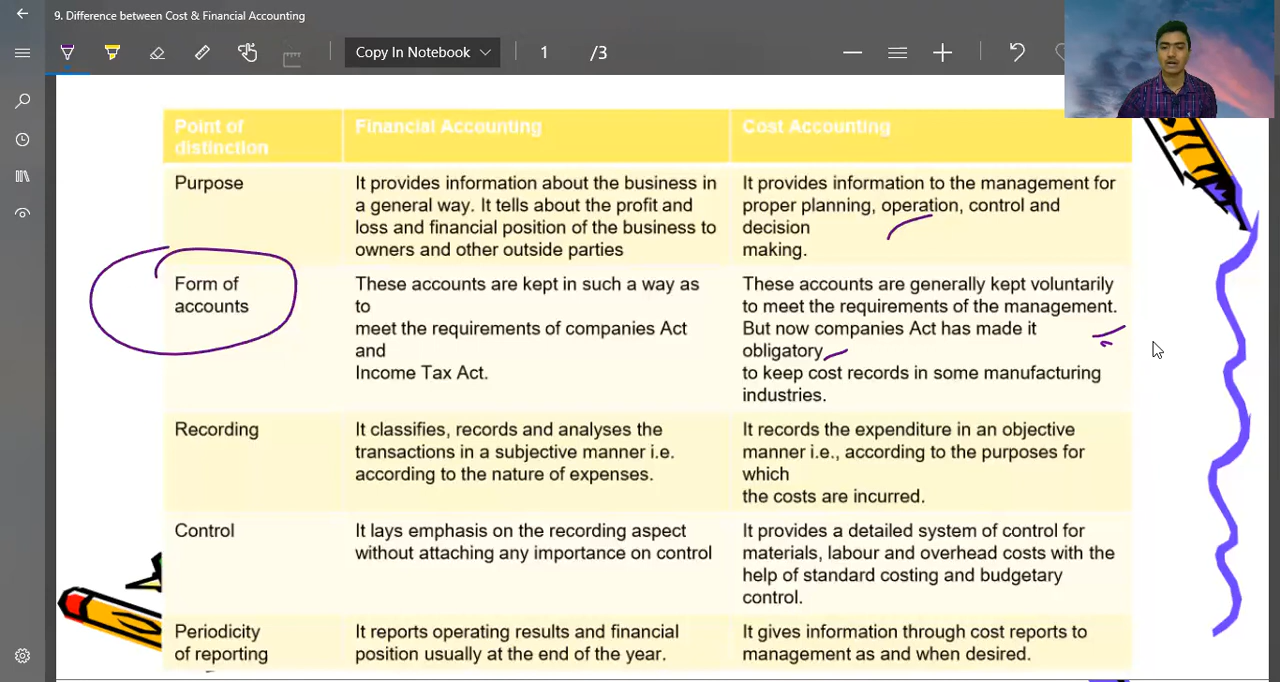 9. Difference between Cost & Financial Accounting
Copy In Notebook
1 /3
Point of
distinction
Financial Accounting
Cost Accounting
Purpose
It provides information about the business in
a general way. It tells about the profit and
loss and financial position of the business to
owners and other outside parties
It provides information to the management for
proper planning, operation, control and
decision
making.
Form of
accounts
These accounts are kept in such a way as
to
meet the requirements of companies Act
and
Income Tax Act.
These accounts are generally kept voluntarily
to meet the requirements of the management.
But now companies Act has made it
obligatory
to keep cost records in some manufacturing
industries.
Recording
It classifies, records and analyses the
transactions in a subjective manner i.e.
according to the nature of expenses.
It records the expenditure in an objective
manner i.e., according to the purposes for
which
the costs are incurred.
Control
It lays emphasis on the recording aspect
without attaching any importance on control
It provides a detailed system of control for
materials, labour and overhead costs with the
help of standard costing and budgetary
control.
Periodicity
of reporting
It reports operating results and financial
position usually at the end of the year.
It gives information through cost reports to
management as and when desired.